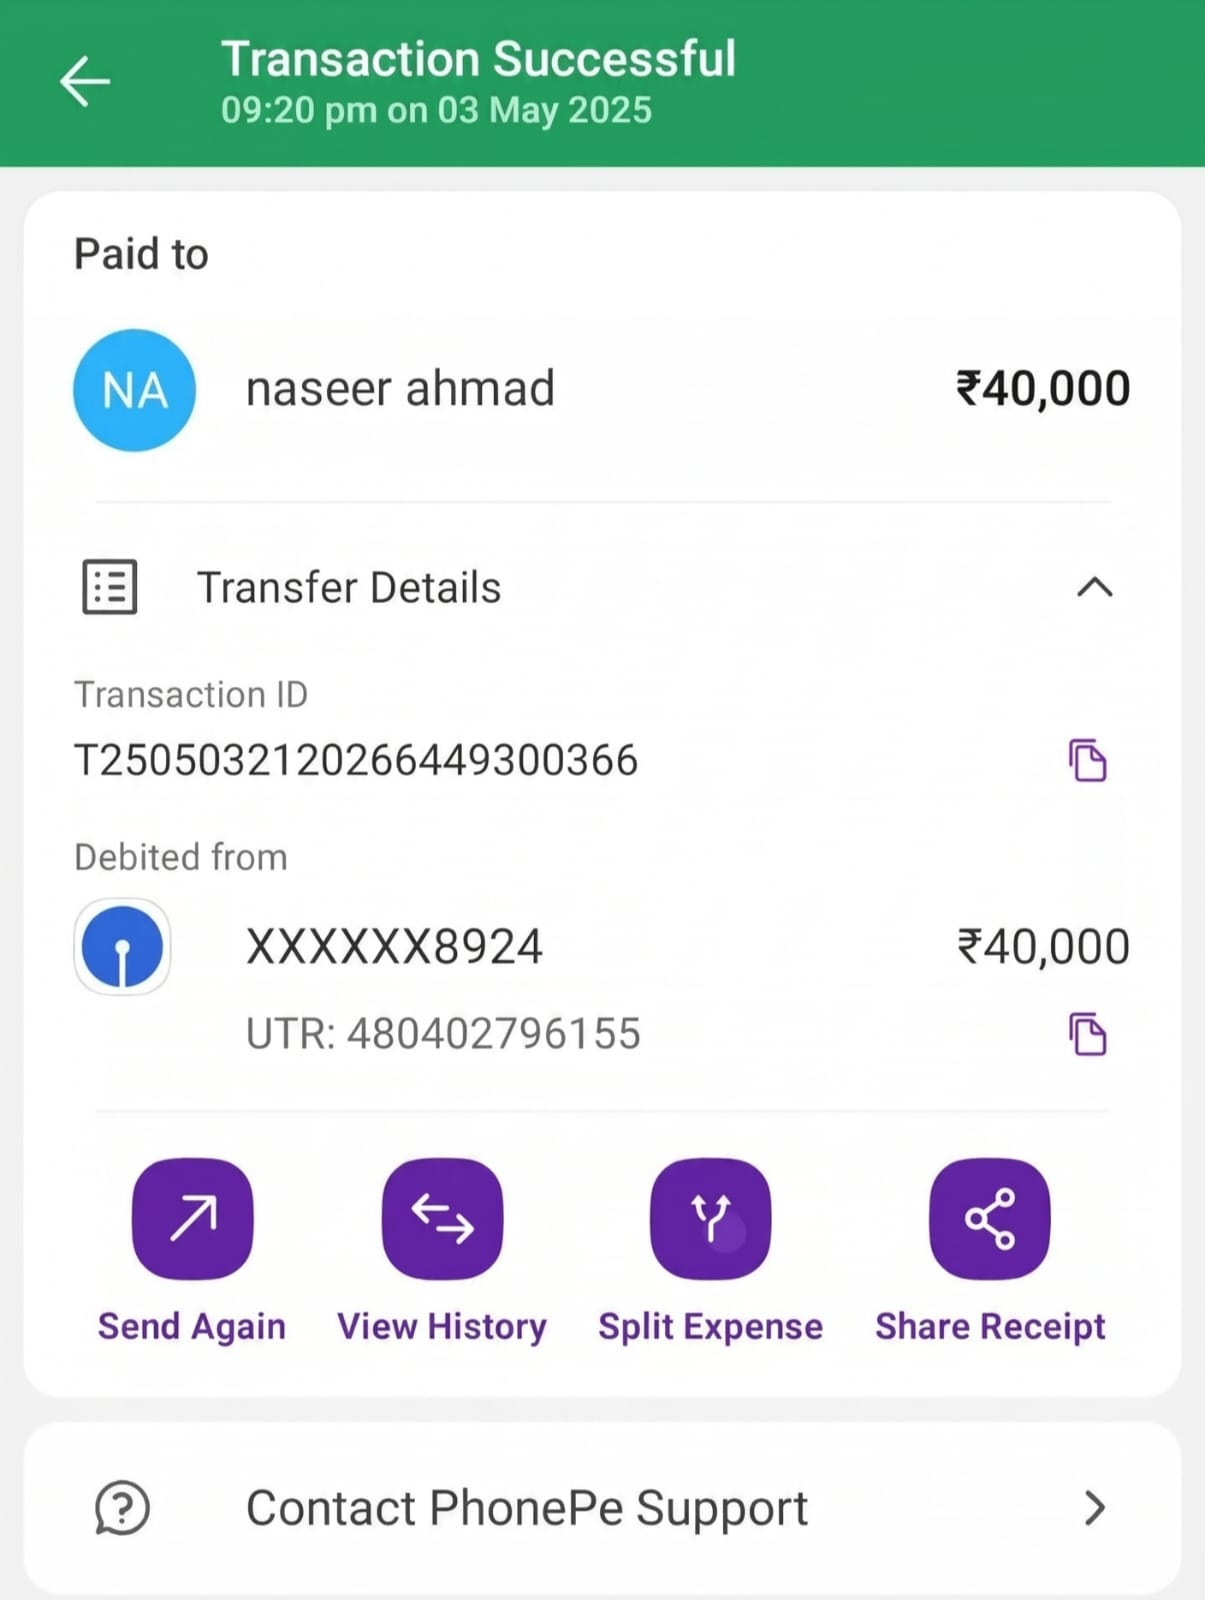 Transaction Successful
09:20 pm on 03 May 2025
Paid to
NA
naseer ahmad
₹40,000
Transfer Details
Transaction ID
T2505032120266449300366
Debited from
XXXXXX8924
₹40,000
UTR: 480402796155
Send Again
View History
Split Expense
Share Receipt
Contact PhonePe Support